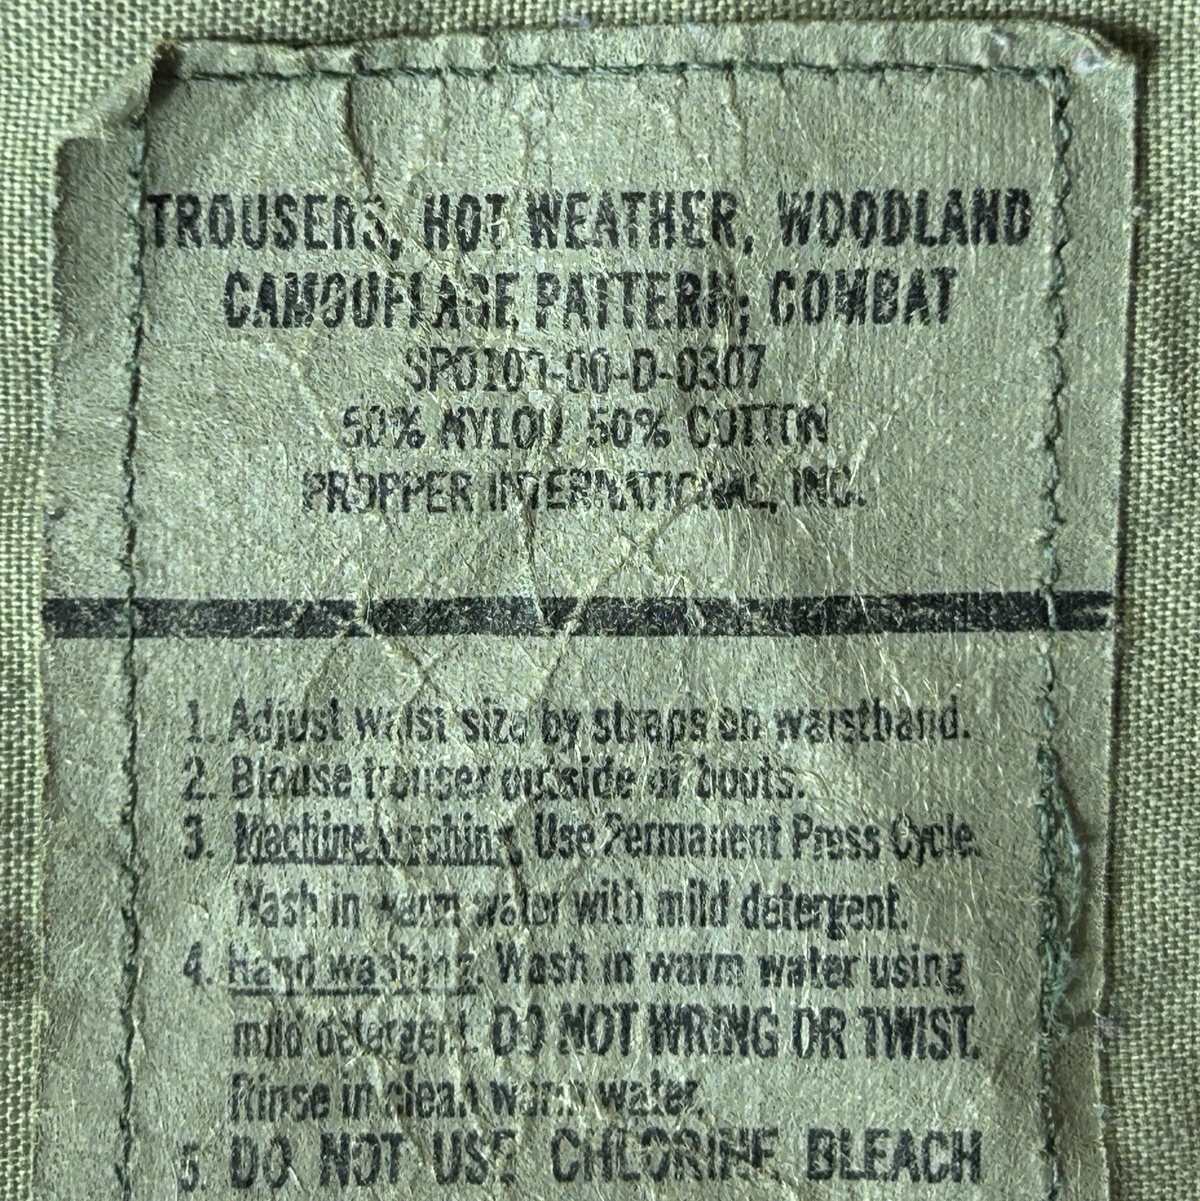 TROUSERS, HOT WEATHER, WOODLAND
CAMOUFLAGE PATTERN; COMBAT
SPO100-00-D-0307
50% NYLON 50% COTTON
PROPPER INTERNATIONAL, INC.
1. Adjust waist size by straps on waistband.
2. Blouse trouser outside of boots.
3. Machine washing. Use Permanent Press Cycle.
Wash in warm water with mild detergent.
4. Hand washing. Wash in warm water using
mild detergent. DO NOT WRING OR TWIST.
Rinse in clean warm water.
5. DO NOT USE CHLORINE BLEACH